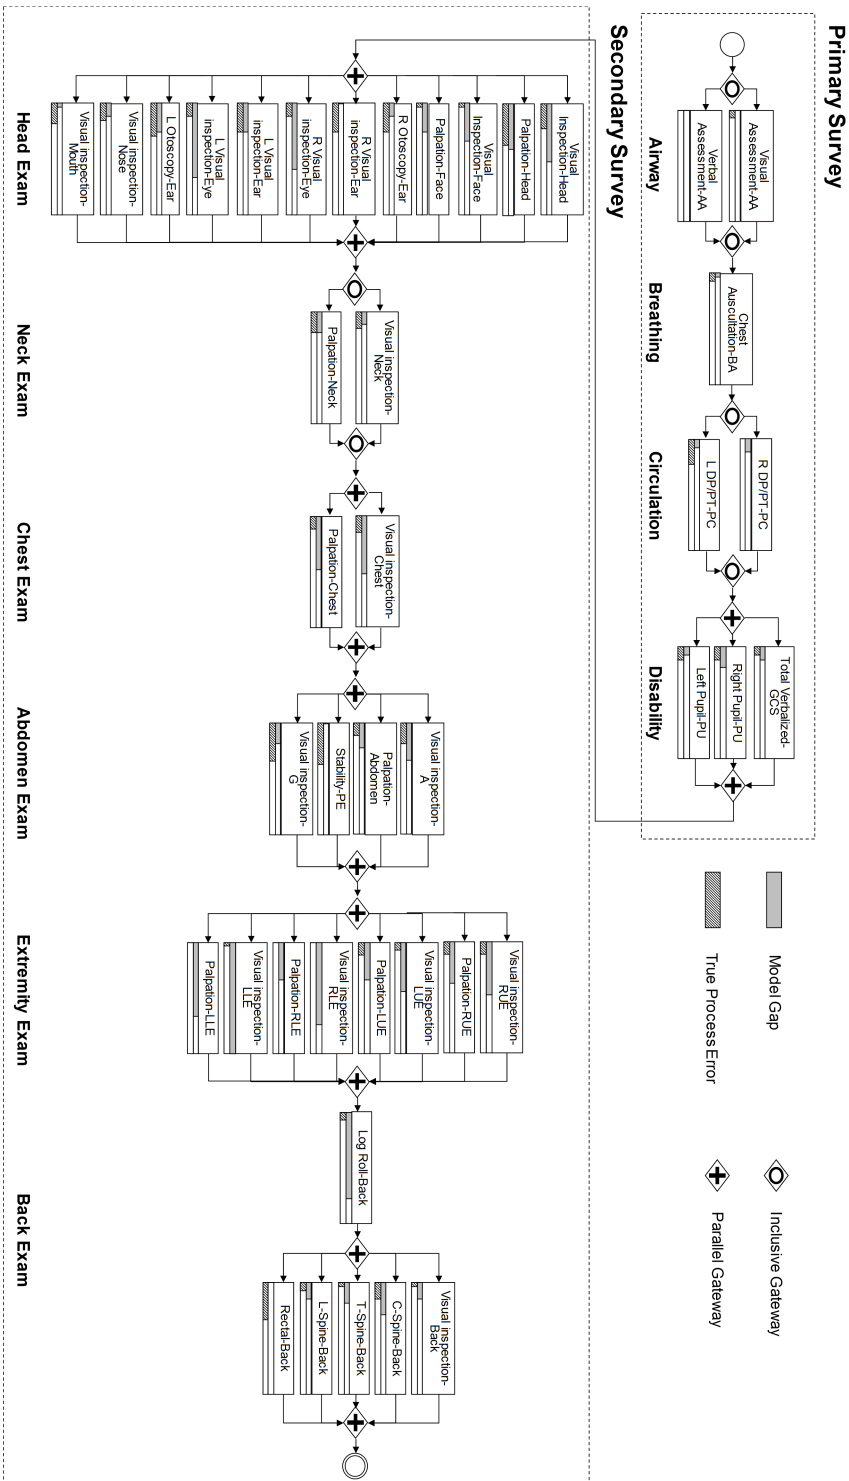 Primary Survey
Visual
Assessment-AA
Verbal
Assessment-AA
Airway
Chest
Auscultation-BA
Breathing
R DP/PT-PC
L DP/PT-PC
Circulation
Total Verbalized-
GCS
Right Pupil-PU
Left Pupil-PU
Disability
Model Gap
True Process Error
Inclusive Gateway
Parallel Gateway
Secondary Survey
Visual
Inspection-Head
Palpation-Head
Visual
Inspection-Face
Palpation-Face
R Otoscopy-Ear
R Visual
inspection-Ear
R Visual
inspection-Eye
L Visual
inspection-Ear
L Visual
inspection-Eye
L Otoscopy-Ear
Visual inspection-
Nose
Visual inspection-
Mouth
Head Exam
Visual inspection-
Neck
Palpation-Neck
Neck Exam
Visual inspection-
Chest
Palpation-Chest
Chest Exam
Visual inspection-
A
Palpation-
Abdomen
Stability-PE
Visual inspection-
G
Abdomen Exam
Visual inspection-
RUE
Palpation-RUE
Visual inspection-
LUE
Palpation-LUE
Visual inspection-
RLE
Palpation-RLE
Visual inspection-
LLE
Palpation-LLE
Extremity Exam
Log Roll-Back
Visual inspection-
Back
C-Spine-Back
T-Spine-Back
L-Spine-Back
Rectal-Back
Back Exam